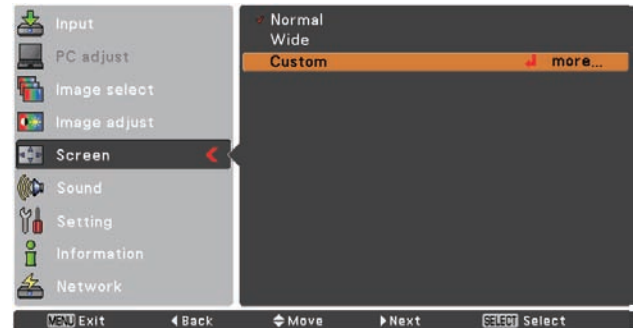 Input
PC adjust
Image select
Image adjust
Screen
Sound
Setting
Information
Network
Normal
Wide
Custom more...
MENU Exit Back Move Next SELECT Select